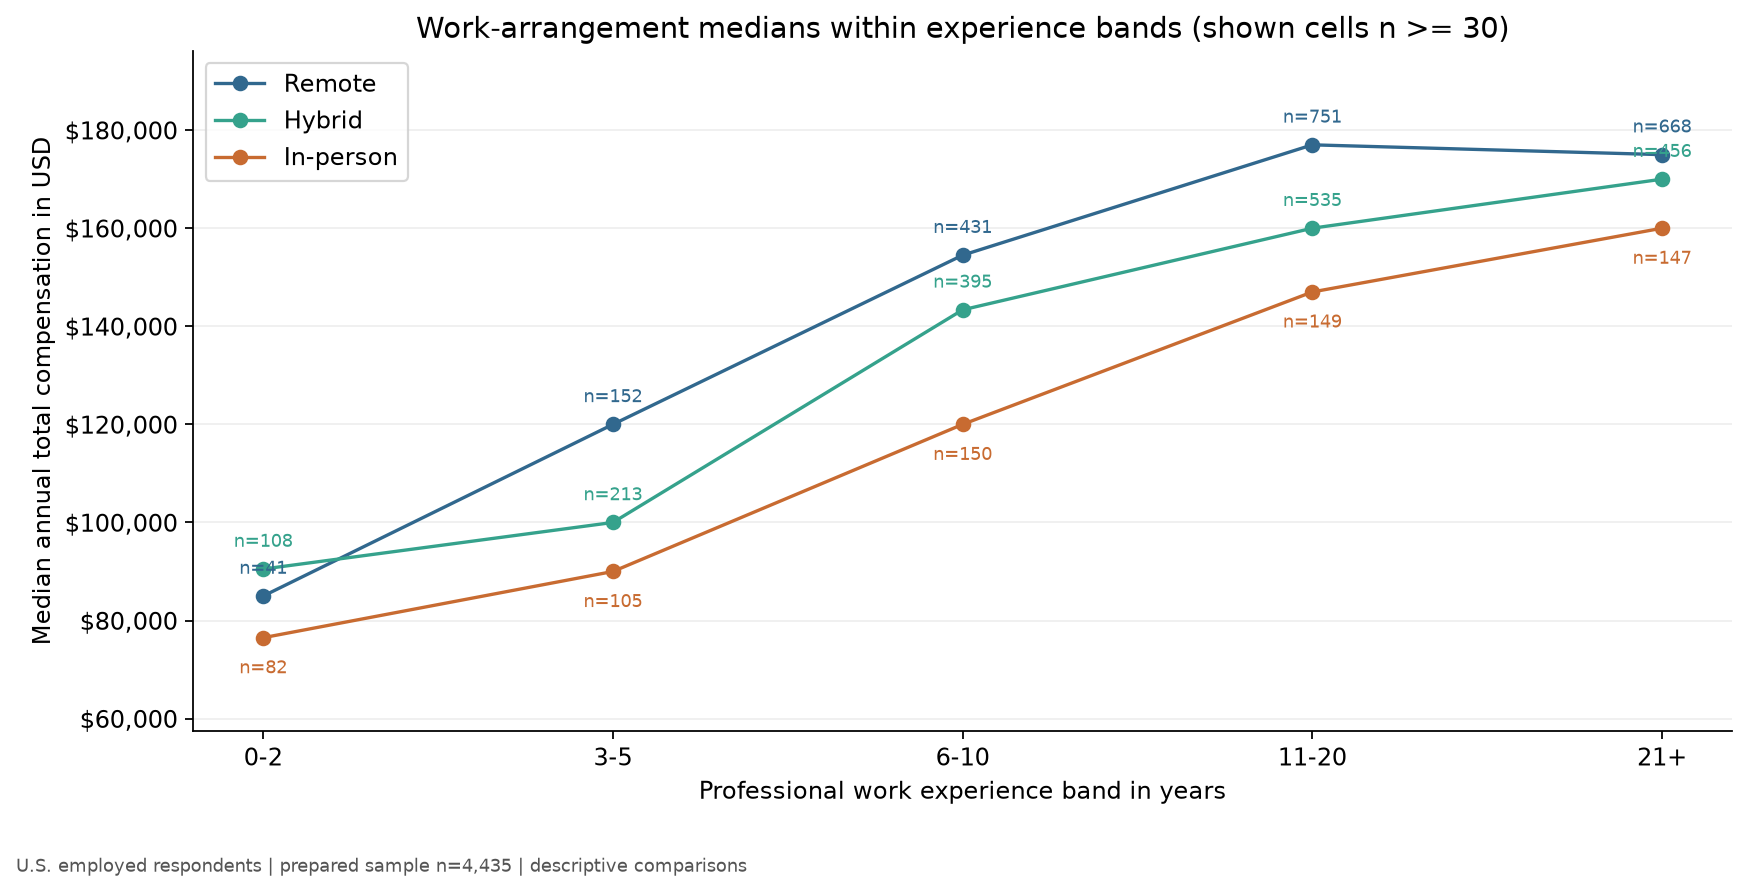 Work-arrangement medians within experience bands (shown cells n >= 30)
Remote
Hybrid
In-person
Median annual total compensation in USD
$180,000
$160,000
$140,000
$120,000
$100,000
$80,000
$60,000
n=751
n=668
n=456
n=535
n=431
n=395
n=147
n=149
n=152
n=150
n=213
n=108
n=41
n=105
n=82
0-2
3-5
6-10
11-20
21+
Professional work experience band in years
U.S. employed respondents | prepared sample n=4,435 | descriptive comparisons